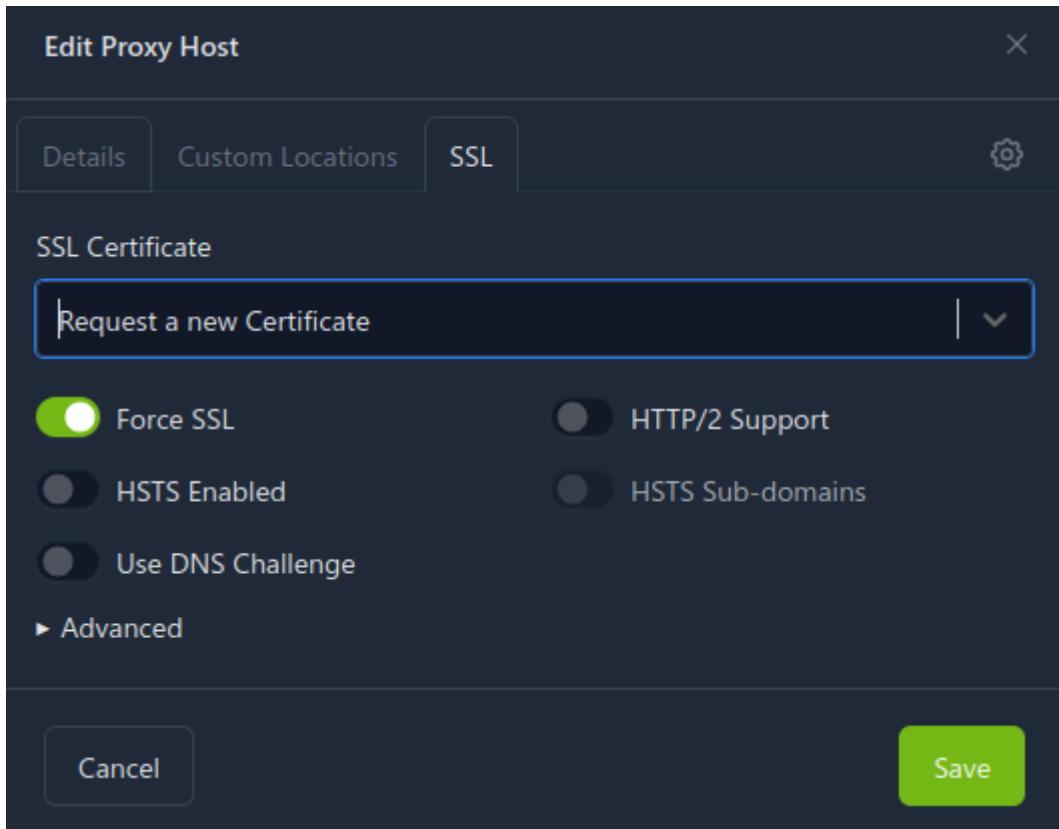 Edit Proxy Host
Details Custom Locations SSL
SSL Certificate
Request a new Certificate
Force SSL HTTP/2 Support
HSTS Enabled HSTS Sub-domains
Use DNS Challenge
Advanced
Cancel Save